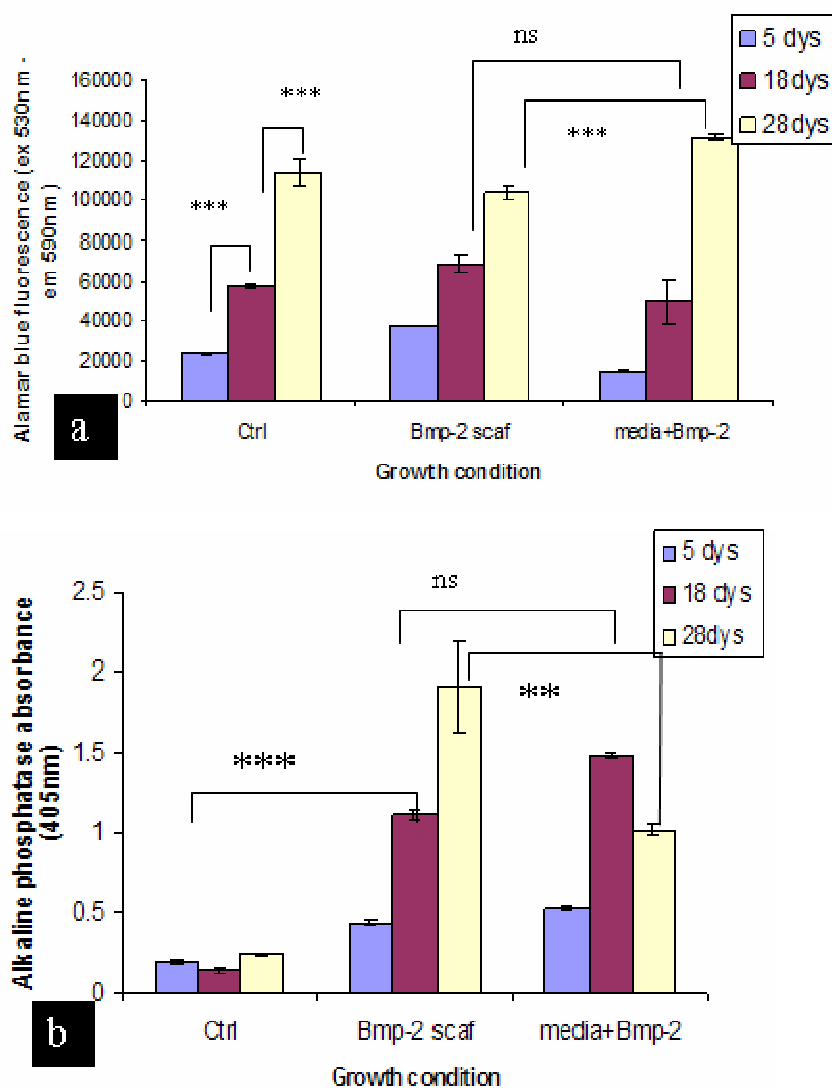 ns
5 dys
18 dys
28dys
Alamar blue fluorescence (ex 530nm -
em 590nm)
160000
140000
120000
100000
80000
60000
40000
20000
0
***
***
***
Ctrl
Bmp-2 scaf
media+Bmp-.2
Growth condition
a
5 dys
18 dys
28dys
ns
Alkaline phosphatase absorbance
(405nm)
2.5
2
1.5
1
0.5
0
***
**
Ctrl
Bmp-2 scaf
media+Bmp-2
Growth condition
b